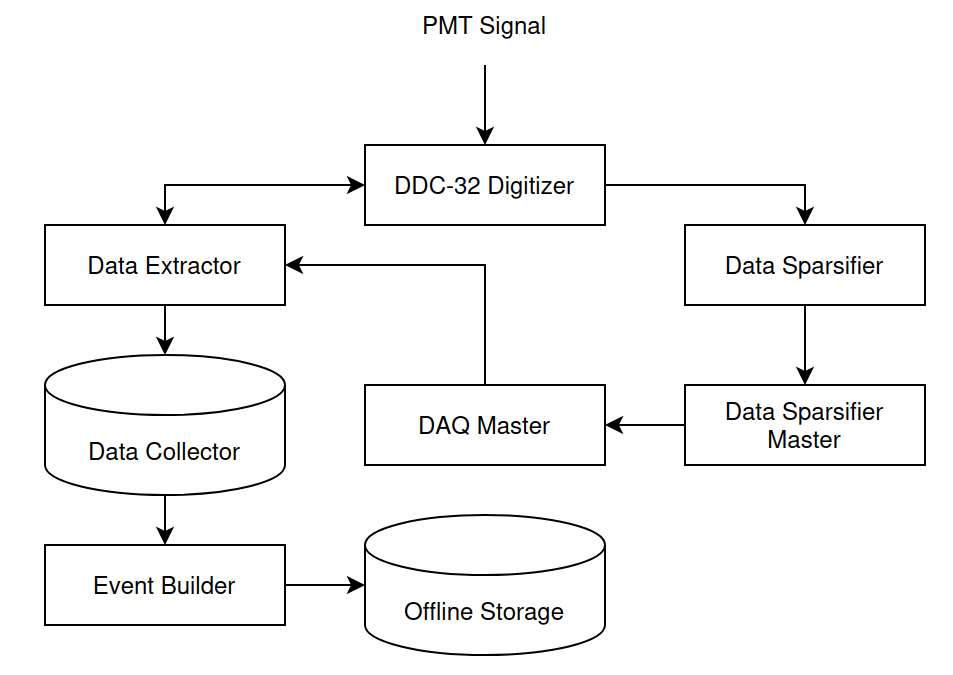 PMT Signal
DDC-32 Digitizer
Data Extractor
Data Sparsifier
Data Collector
DAQ Master
Data Sparsifier
Master
Event Builder
Offline Storage